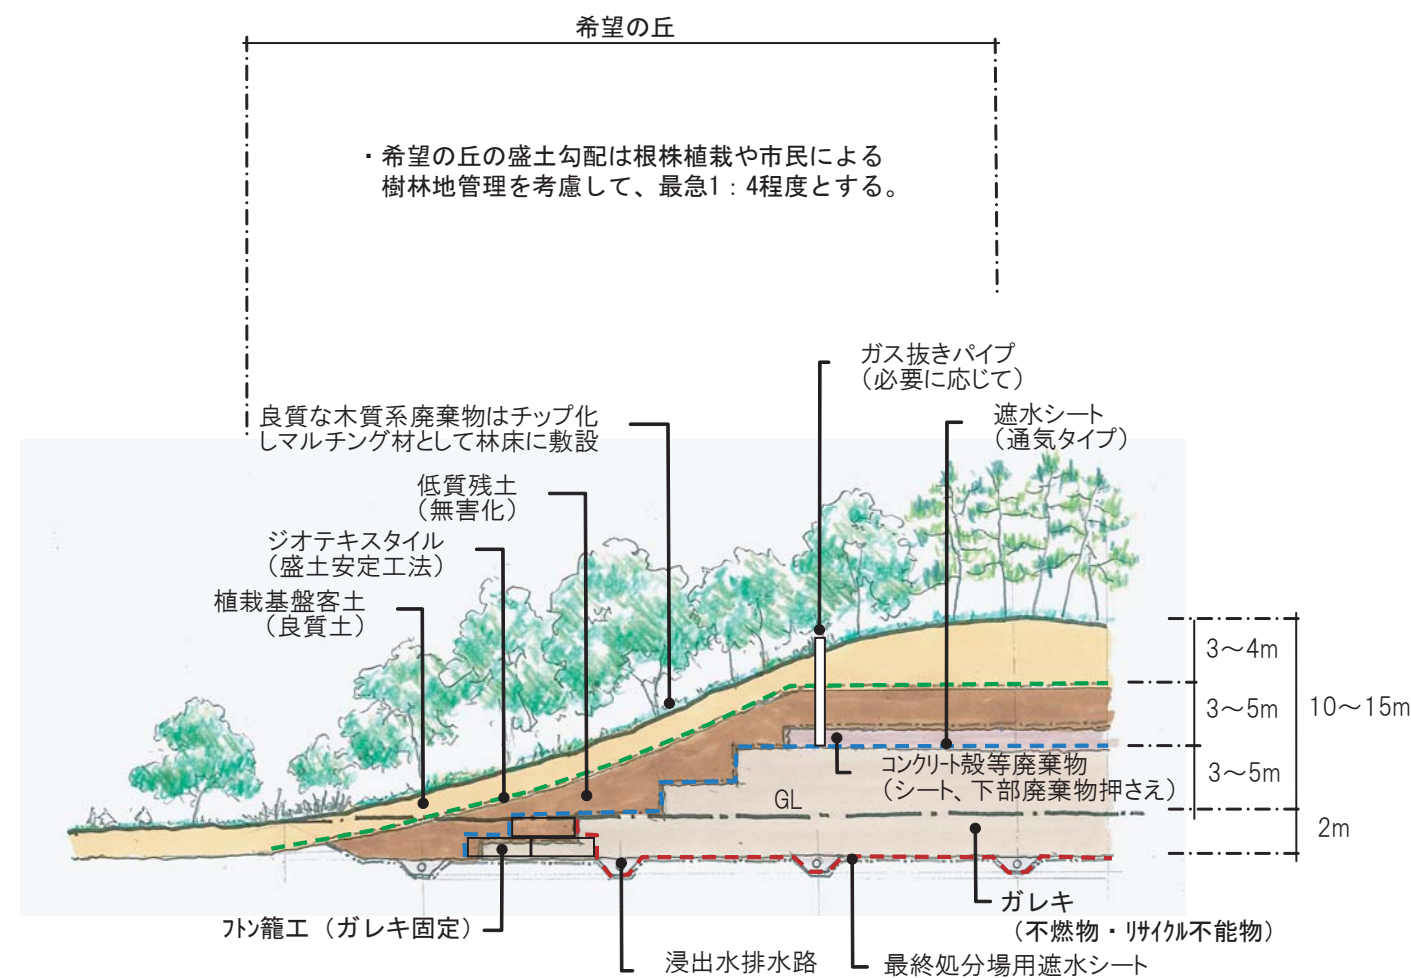 希望の丘
・希望の丘の盛土勾配は根株植栽や市民による
樹林地管理を考慮して、最急1：4程度とする。
ガス抜きパイプ
（必要に応じて）
遮水シート
（通気タイプ）
良質な木質系廃棄物はチップ化
しマルチング材として林床に敷設
低質残土
（無害化）
ジオテキスタイル
（盛土安定工法）
植栽基盤客土
（良質土）
3～4m
3～5m
10～15m
3～5m
2m
コンクリート殻等廃棄物
（シート、下部廃棄物押さえ）
GL
フトン籠工（ガレキ固定）
ガレキ
（不燃物・リサイクル不能物）
浸出水排水路
最終処分場用遮水シート